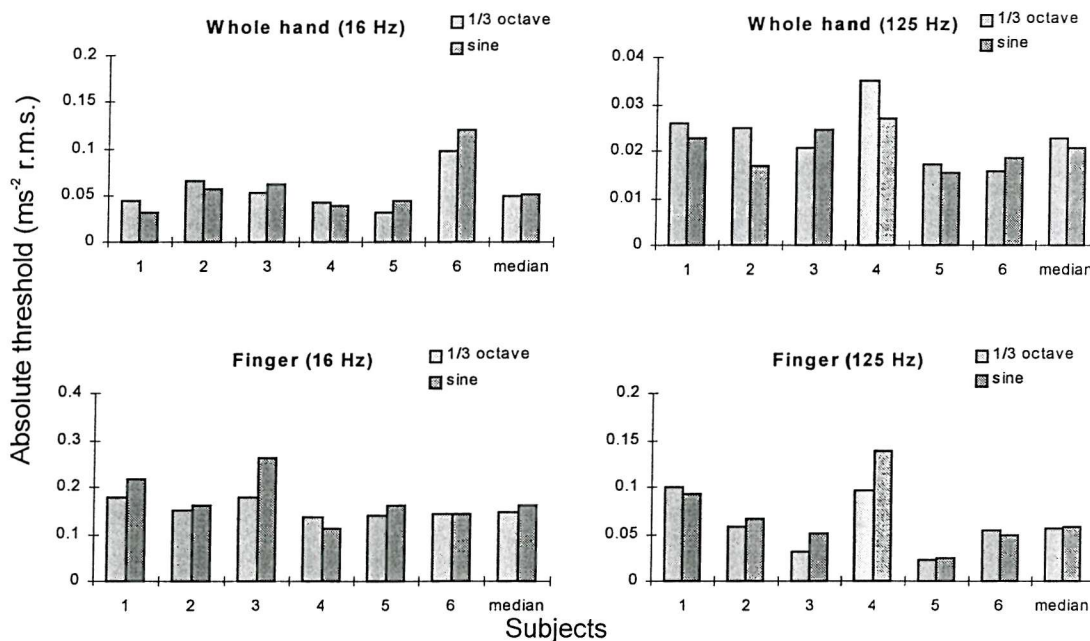 Absolute threshold (ms⁻² r.m.s.)
Whole hand (16 Hz)
1/3 octave
sine
0.2
0.15
0.1
0.05
0
1 2 3 4 5 6 median
Whole hand (125 Hz)
1/3 octave
sine
0.04
0.03
0.02
0.01
0
1 2 3 4 5 6 median
Finger (16 Hz)
1/3 octave
sine
0.4
0.3
0.2
0.1
0
1 2 3 4 5 6 median
Finger (125 Hz)
1/3 octave
sine
0.2
0.15
0.1
0.05
0
1 2 3 4 5 6 median
Subjects